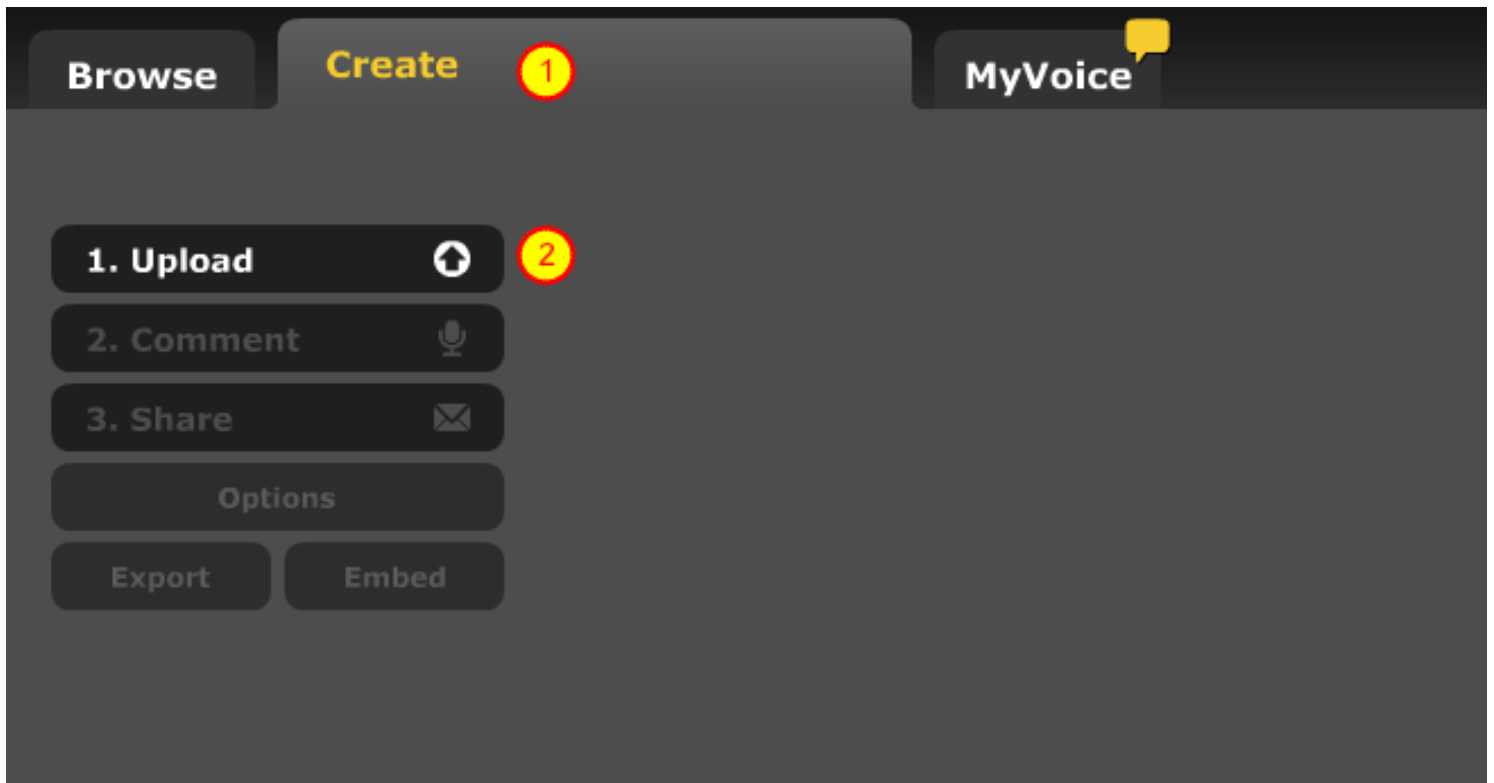 Browse Create 1 MyVoice
1. Upload 2
2. Comment
3. Share
Options
Export Embed